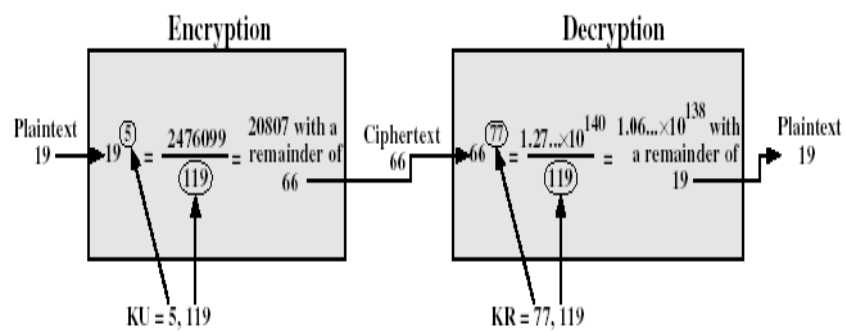 Encryption
Decryption
Plaintext
19
19 5 = 2476099 / 119 = 20807 with a
remainder of
66
Ciphertext
66
66 77 = 1.27...×10 140 / 119 = 1.06...×10 138 with
a remainder of
19
Plaintext
19
KU = 5, 119
KR = 77, 119